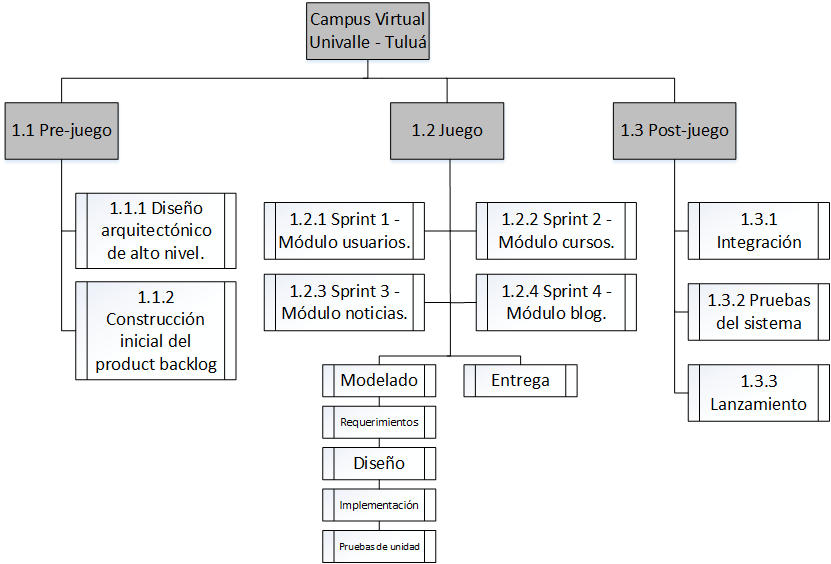 Campus Virtual
Univalle - Tuluá
1.1 Pre-juego
1.2 Juego
1.3 Post-juego
1.1.1 Diseño
arquitectónico
de alto nivel.
1.1.2
Construcción
inicial del
product backlog
1.2.1 Sprint 1 -
Módulo usuarios.
1.2.2 Sprint 2 -
Módulo cursos.
1.2.3 Sprint 3 -
Módulo noticias.
1.2.4 Sprint 4 -
Módulo blog.
Modelado
Requerimientos
Diseño
Implementación
Pruebas de unidad
Entrega
1.3.1
Integración
1.3.2 Pruebas
del sistema
1.3.3
Lanzamiento